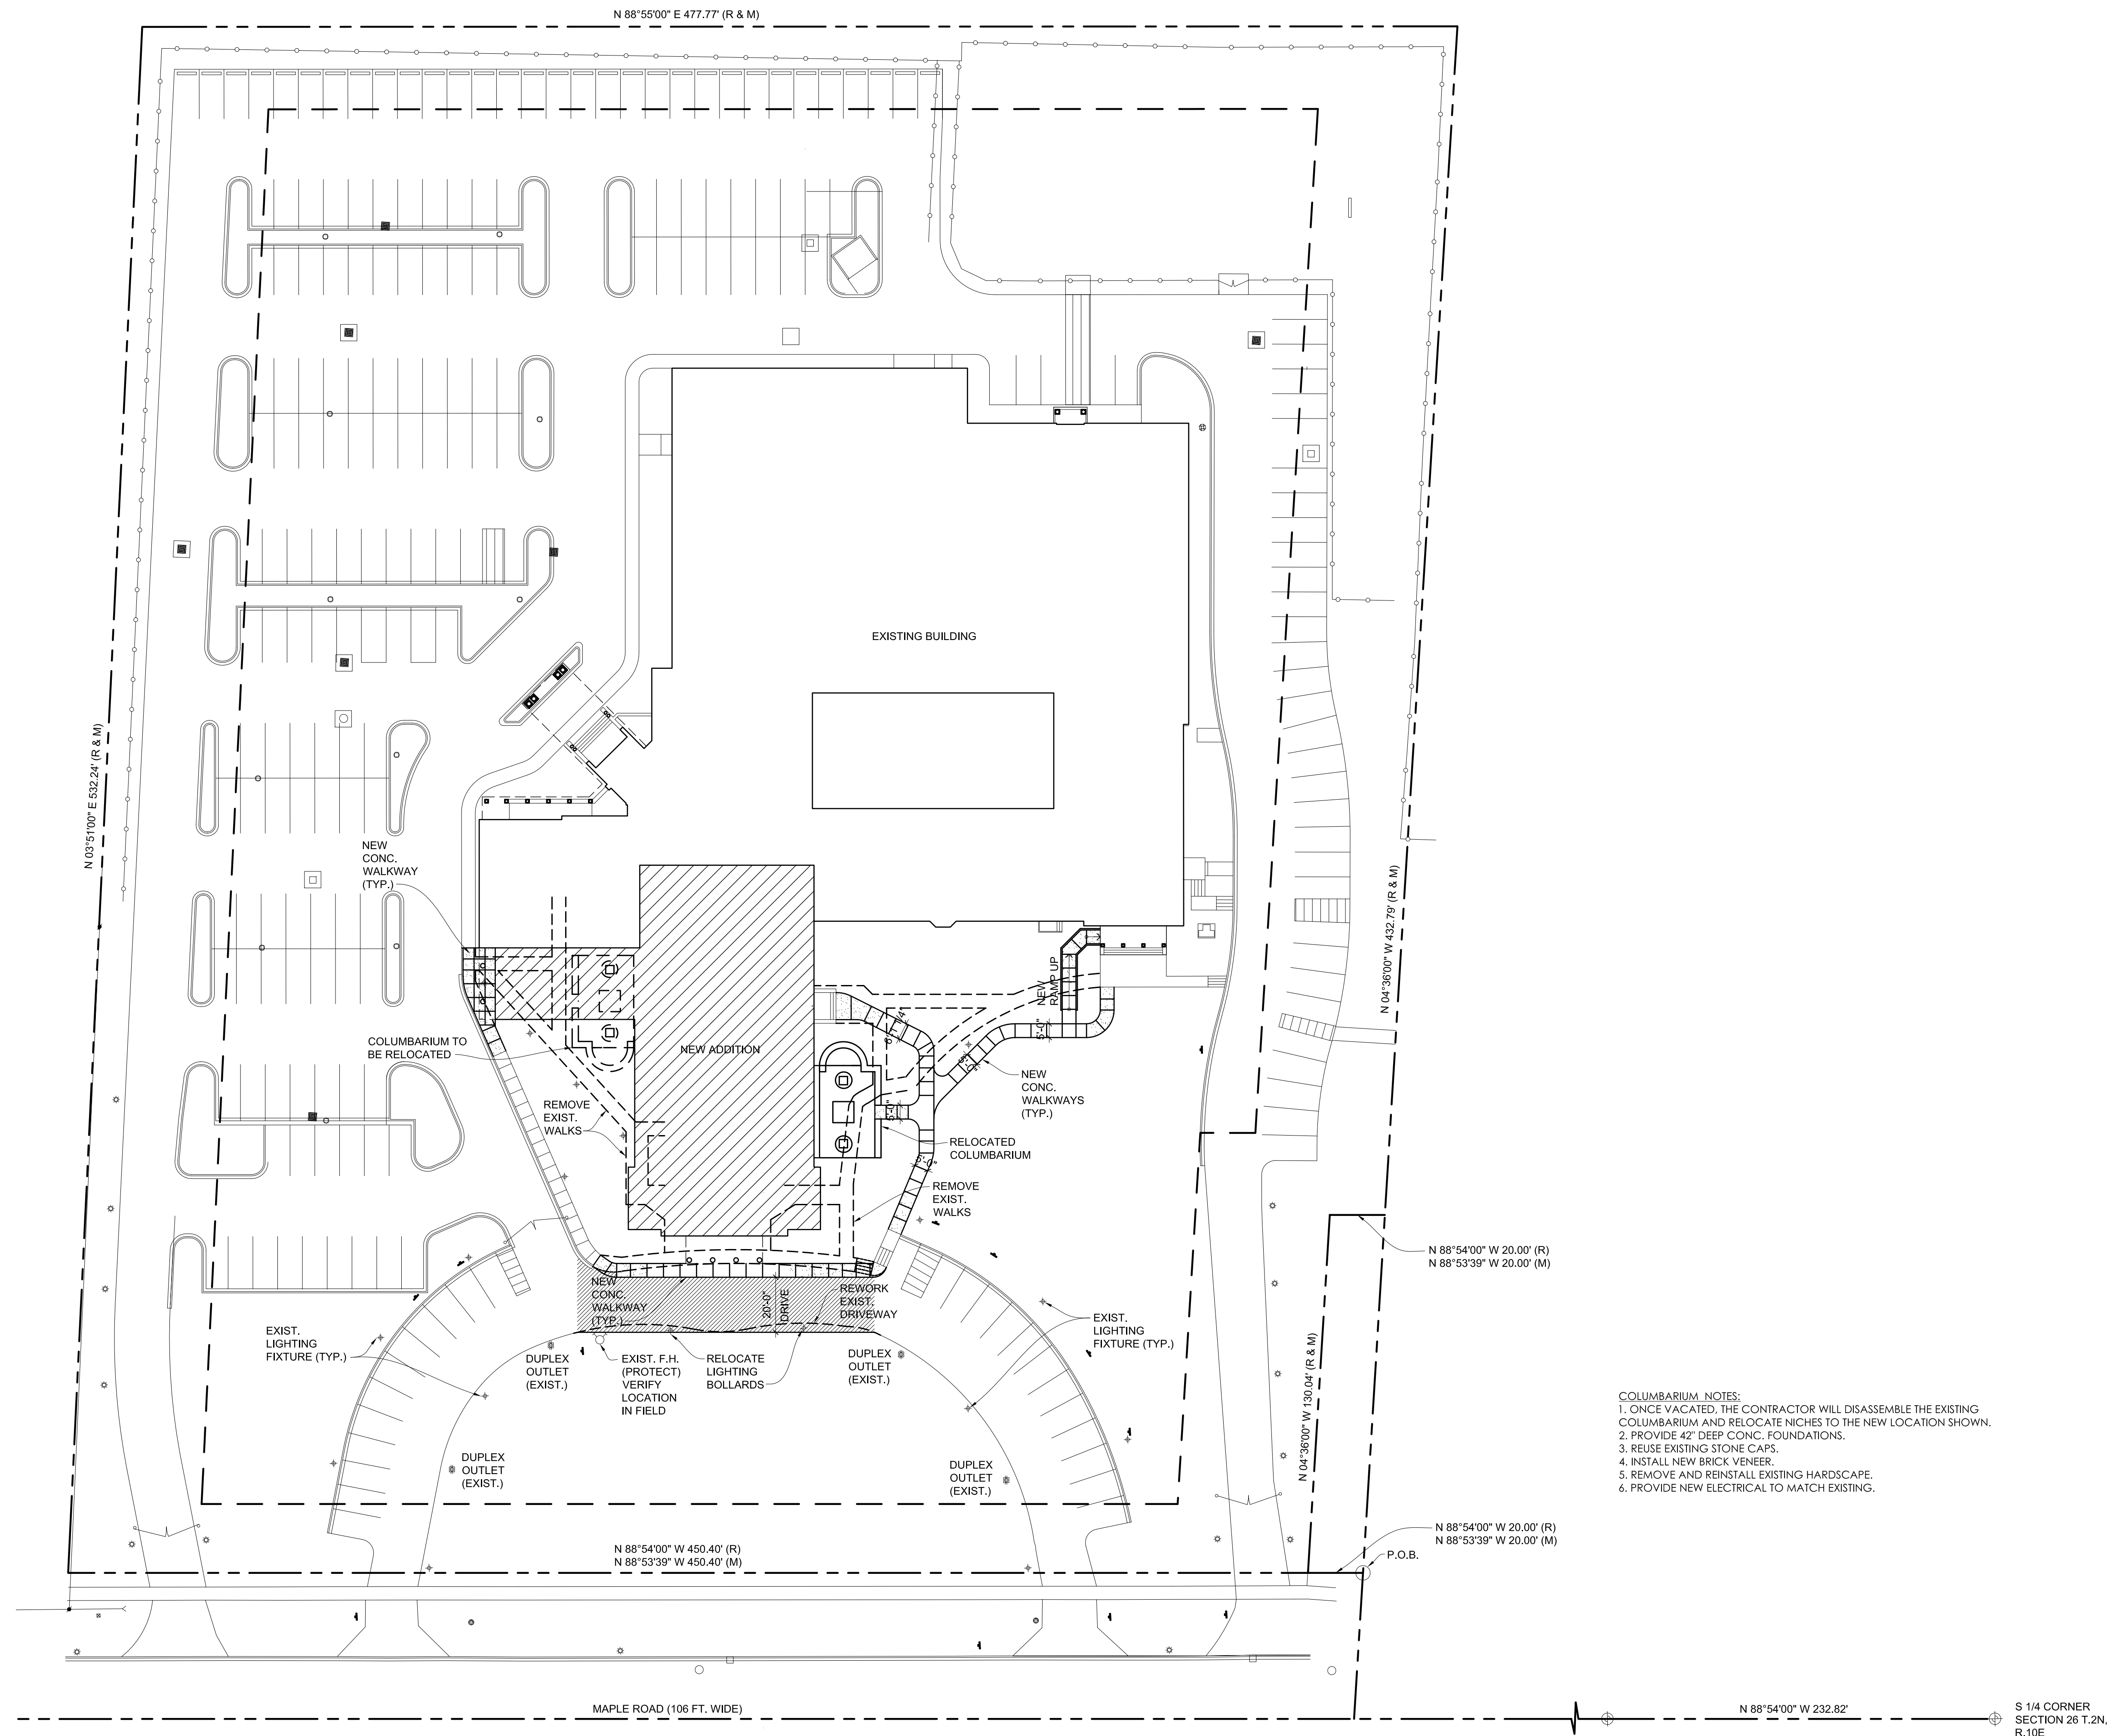 N 88°55'00" E 477.77' (R & M)
EXISTING BUILDING
N 03°51'00" E 532.24' (R & M)
NEW
CONC.
WALKWAY
(TYP.)
N 04°36'00" W 432.79' (R & M)
NEW
RAMP UP
COLUMBARIUM TO
BE RELOCATED
NEW ADDITION
5'-0"
5'-0"
NEW
CONC.
WALKWAYS
(TYP.)
REMOVE
EXIST.
WALKS
5'-0"
RELOCATED
COLUMBARIUM
5'-0"
REMOVE
EXIST.
WALKS
N 88°54'00" W 20.00' (R)
N 88°53'39" W 20.00' (M)
NEW
CONC.
WALKWAY
(TYP.)
20'-0"
DRIVE
REWORK
EXIST.
DRIVEWAY
EXIST.
LIGHTING
FIXTURE (TYP.)
EXIST.
LIGHTING
FIXTURE (TYP.)
DUPLEX
OUTLET
(EXIST.)
EXIST. F.H.
(PROTECT)
VERIFY
LOCATION
IN FIELD
RELOCATE
LIGHTING
BOLLARDS
DUPLEX
OUTLET
(EXIST.)
N 04°36'00" W 130.04' (R & M)
COLUMBARIUM NOTES:
1. ONCE VACATED, THE CONTRACTOR WILL DISASSEMBLE THE EXISTING
COLUMBARIUM AND RELOCATE NICHES TO THE NEW LOCATION SHOWN.
2. PROVIDE 42" DEEP CONC. FOUNDATIONS.
3. REUSE EXISTING STONE CAPS.
4. INSTALL NEW BRICK VENEER.
5. REMOVE AND REINSTALL EXISTING HARDSCAPE.
6. PROVIDE NEW ELECTRICAL TO MATCH EXISTING.
DUPLEX
OUTLET
(EXIST.)
DUPLEX
OUTLET
(EXIST.)
N 88°54'00" W 20.00' (R)
N 88°53'39" W 20.00' (M)
P.O.B.
N 88°54'00" W 450.40' (R)
N 88°53'39" W 450.40' (M)
MAPLE ROAD (106 FT. WIDE)
N 88°54'00" W 232.82'
S 1/4 CORNER
SECTION 26 T.2N,
R.10E